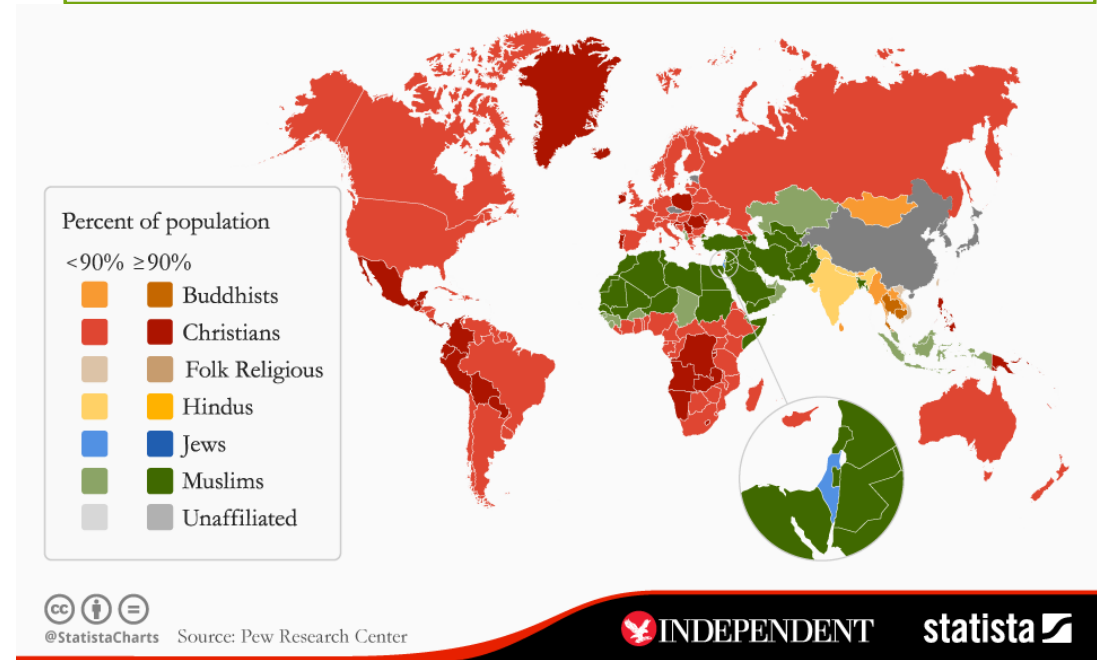 Percent of population
<90% ≥90%
Buddhists
Christians
Folk Religious
Hindus
Jews
Muslims
Unaffiliated
cc
@StatistaCharts Source: Pew Research Center
INDEPENDENT statista